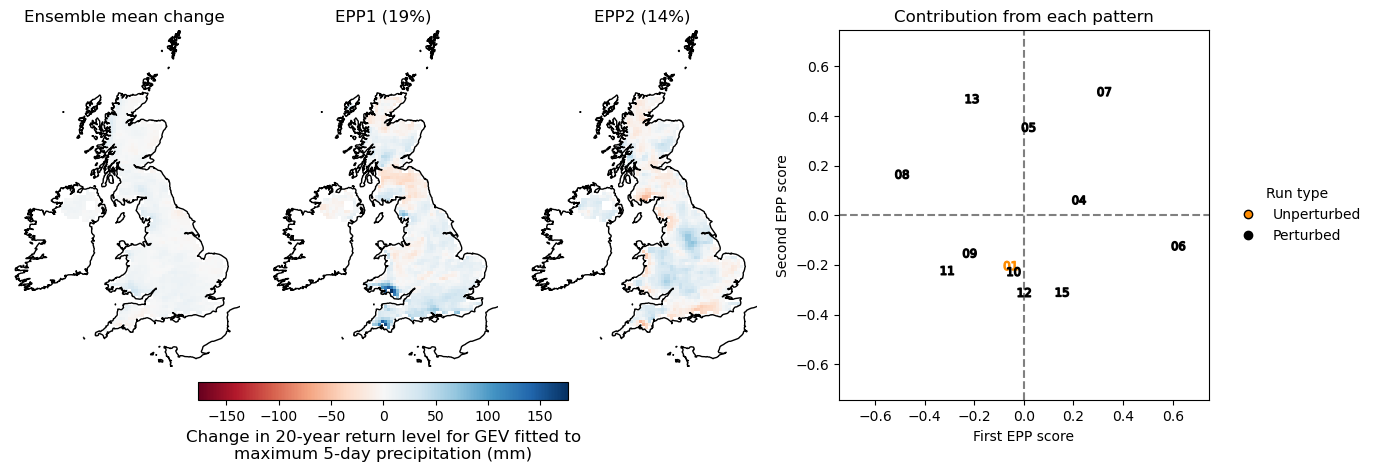 Ensemble mean change
EPP1 (19%)
EPP2 (14%)
Contribution from each pattern
−150 −100 −50 0 50 100 150
Change in 20-year return level for GEV fitted to
maximum 5-day precipitation (mm)
Second EPP score
0.6
0.4
0.2
0.0
−0.2
−0.4
−0.6
13
07
05
08
04
06
09
11
01
10
12
15
−0.6 −0.4 −0.2 0.0 0.2 0.4 0.6
First EPP score
Run type
Unperturbed
Perturbed